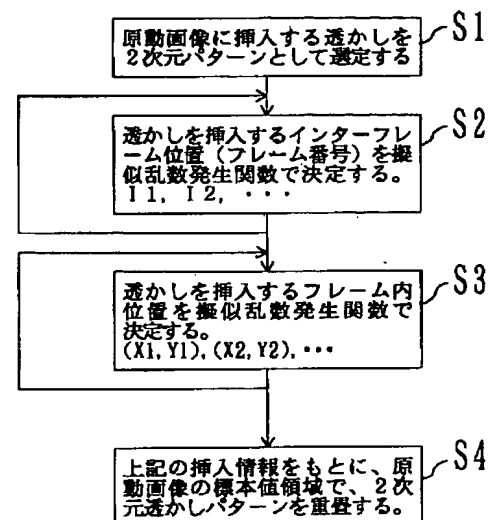 S1
原動画像に挿入する透かしを
2次元パターンとして選定する
S2
透かしを挿入するインターフレ
ーム位置(フレーム番号)を擬
似乱数発生関数で決定する。
I1, I2, ・・・
S3
透かしを挿入するフレーム内
位置を擬似乱数発生関数で
決定する。
(X1,Y1),(X2,Y2),・・・
S4
上記の挿入情報をもとに、原
動画像の標本値領域で、2次
元透かしパターンを重畳する。